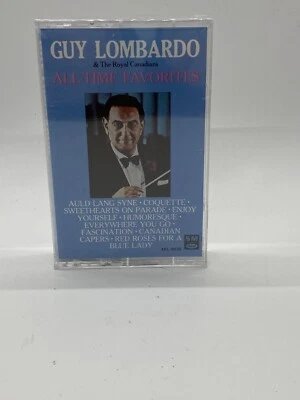 GUY LOMBARDO
& The Royal Canadians
ALL TIME FAVORITES
AULD LANG SYNE • COQUETTE •
SWEETHEARTS ON PARADE • ENJOY
YOURSELF • HUMORESQUE •
EVERYWHERE YOU GO •
FASCINATION • CANADIAN
CAPERS • RED ROSES FOR A
BLUE LADY